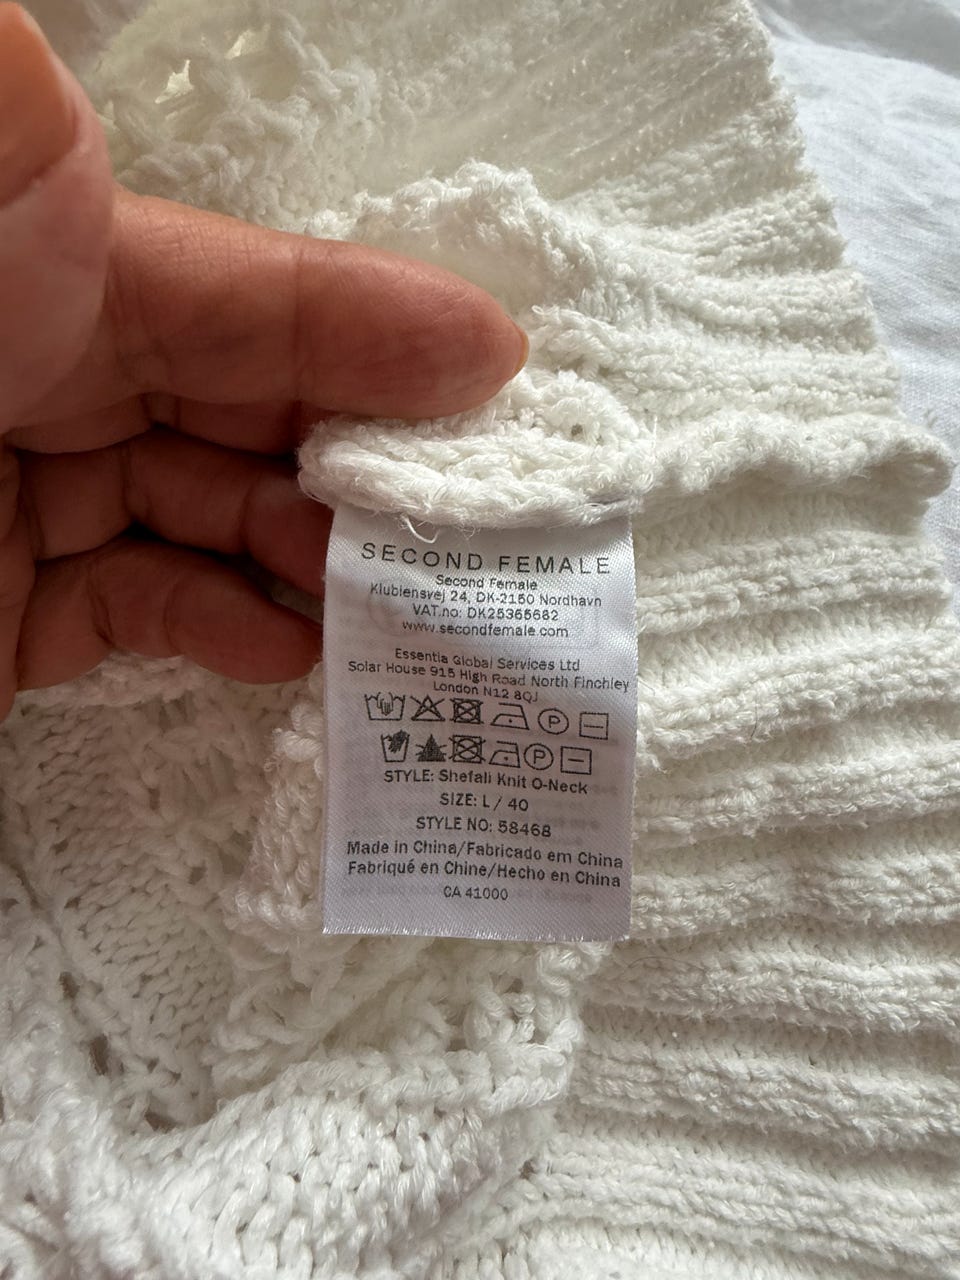 SECOND FEMALE
Second Female
Klubiensvej 24, DK-2150 Nordhavn
VAT.no: DK25365682
www.secondfemale.com
Essentia Global Services Ltd
Solar House 915 High Road North Finchley
London N12 8QJ
P
P
STYLE: Shefali Knit O-Neck
SIZE: L / 40
STYLE NO: 58468
Made in China/Fabricado em China
Fabriqué en Chine/Hecho en China
CA 41000